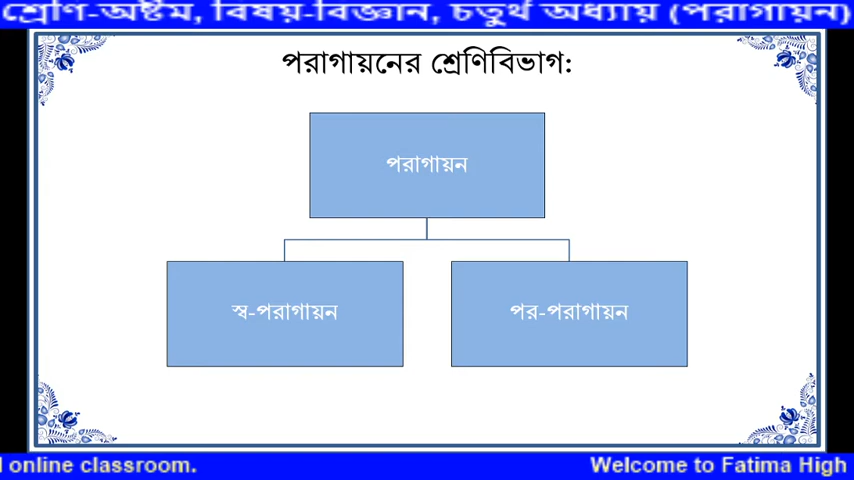 শ্রেণি-অষ্টম, বিষয়-বিজ্ঞান, চতুর্থ অধ্যায় (পরাগায়ন)
পরাগায়নের শ্রেণিবিভাগ:
পরাগায়ন
স্ব-পরাগায়ন
পর-পরাগায়ন
online classroom.
Welcome to Fatima High